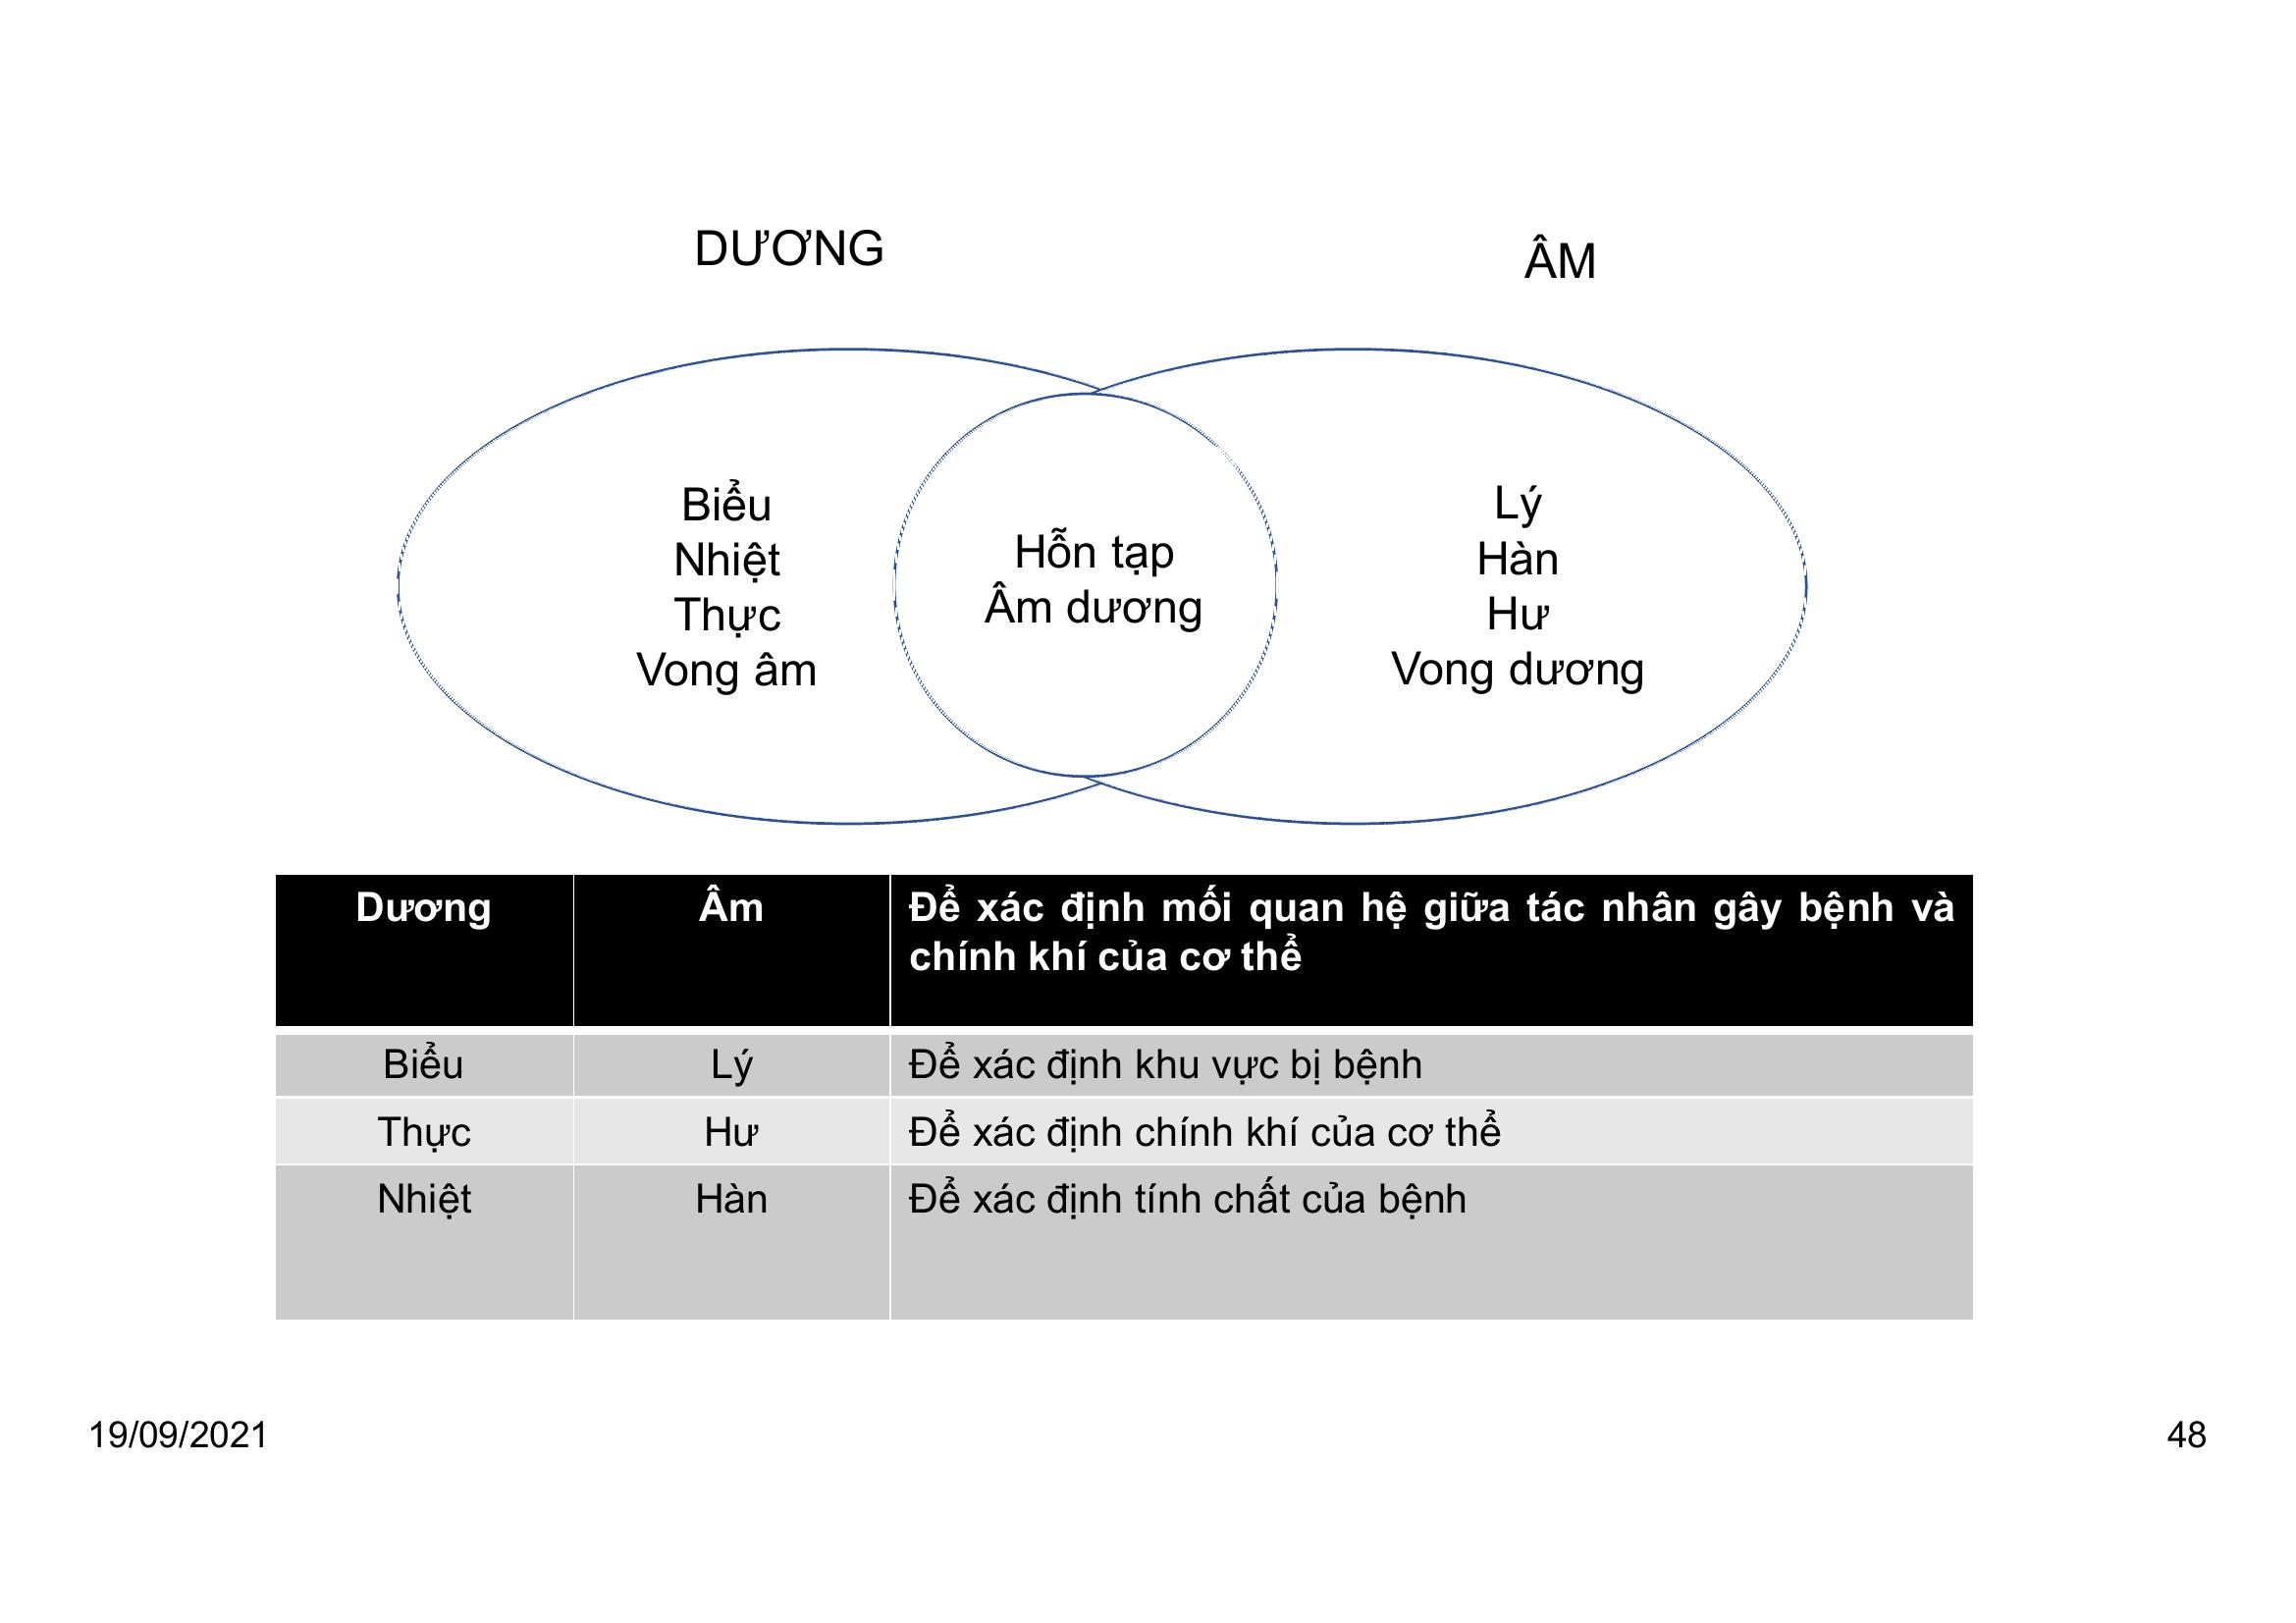 DƯƠNG
ÂM
Biểu
Nhiệt
Thực
Vong âm
Hỗn tạp
Âm dương
Lý
Hàn
Hư
Vong dương
Dương
Âm
Để xác định mối quan hệ giữa tác nhân gây bệnh và
chính khí của cơ thể
Biểu
Lý
Để xác định khu vực bị bệnh
Thực
Hư
Để xác định chính khí của cơ thể
Nhiệt
Hàn
Để xác định tính chất của bệnh
19/09/2021
48